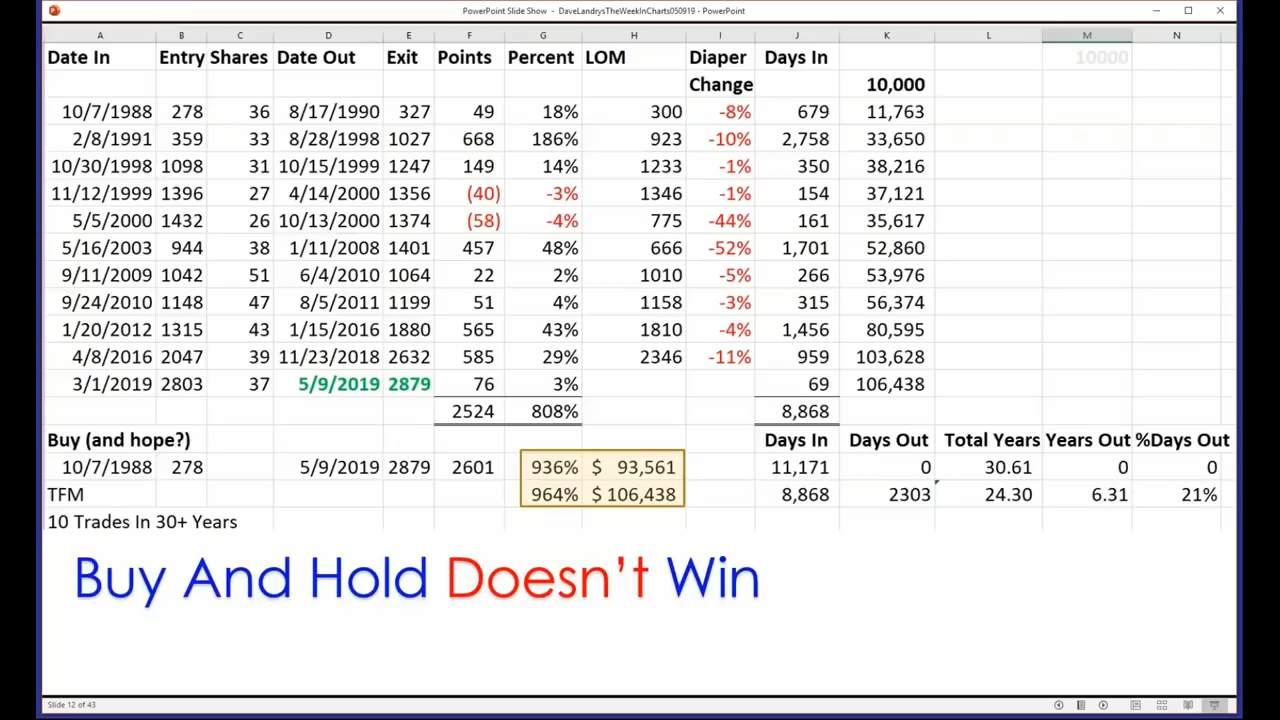 PowerPoint Slide Show - DaveLandrysTheWeekInCharts050919 - PowerPoint
A B C D E F G H I J K L M N
Date In Entry Shares Date Out Exit Points Percent LOM Diaper Days In 10000
Change 10,000
10/7/1988 278 36 8/17/1990 327 49 18% 300 -8% 679 11,763
2/8/1991 359 33 8/28/1998 1027 668 186% 923 -10% 2,758 33,650
10/30/1998 1098 31 10/15/1999 1247 149 14% 1233 -1% 350 38,216
11/12/1999 1396 27 4/14/2000 1356 (40) -3% 1346 -1% 154 37,121
5/5/2000 1432 26 10/13/2000 1374 (58) -4% 775 -44% 161 35,617
5/16/2003 944 38 1/11/2008 1401 457 48% 666 -52% 1,701 52,860
9/11/2009 1042 51 6/4/2010 1064 22 2% 1010 -5% 266 53,976
9/24/2010 1148 47 8/5/2011 1199 51 4% 1158 -3% 315 56,374
1/20/2012 1315 43 1/15/2016 1880 565 43% 1810 -4% 1,456 80,595
4/8/2016 2047 39 11/23/2018 2632 585 29% 2346 -11% 959 103,628
3/1/2019 2803 37 5/9/2019 2879 76 3% 69 106,438
2524 808% 8,868
Buy (and hope?) Days In Days Out Total Years Years Out %Days Out
10/7/1988 278 5/9/2019 2879 2601 936% $ 93,561 11,171 0 30.61 0 0
TFM 964% $ 106,438 8,868 2303 24.30 6.31 21%
10 Trades In 30+ Years
Buy And Hold Doesn't Win
Slide 12 of 43